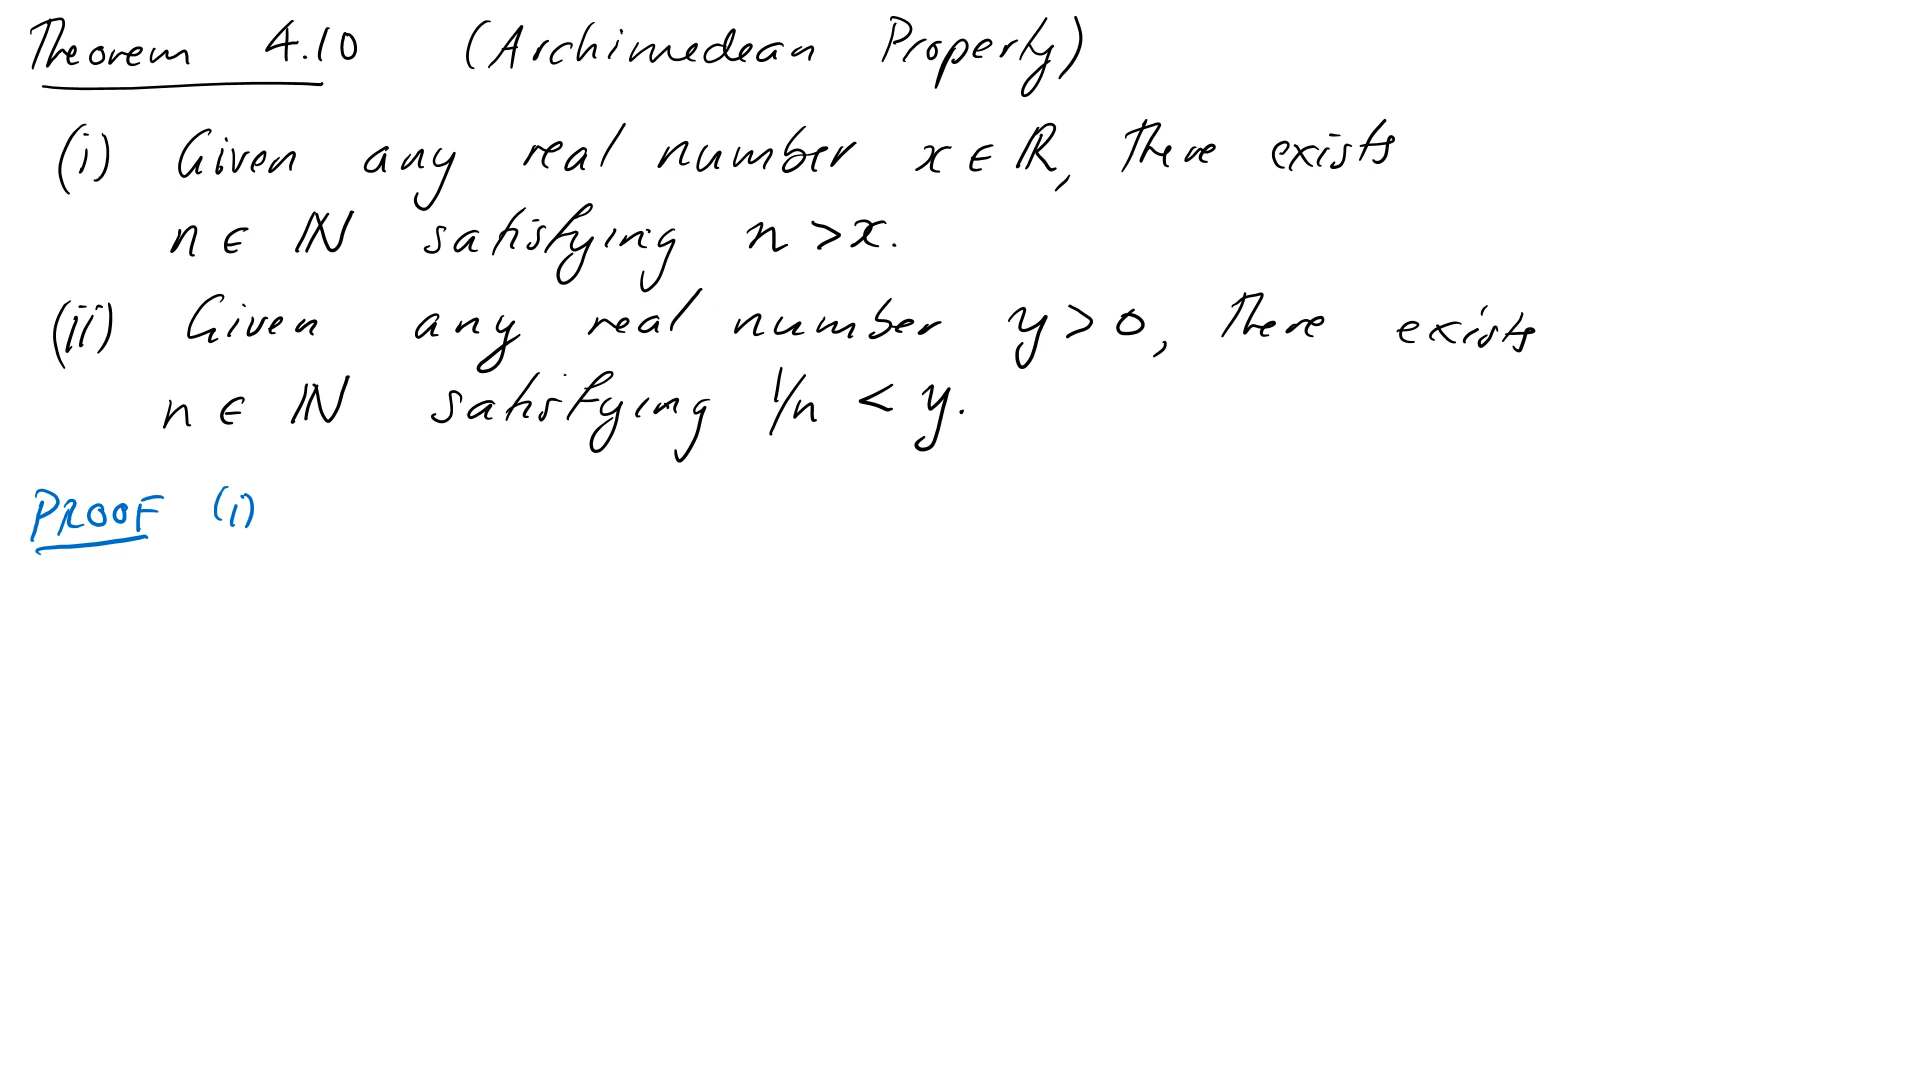 Theorem 4.10 (Archimedean Property)
(i) Given any real number x ∈ ℝ, there exists
n ∈ ℕ satisfying n > x.
(ii) Given any real number y > 0, there exists
n ∈ ℕ satisfying 1/n < y.
PROOF (i)